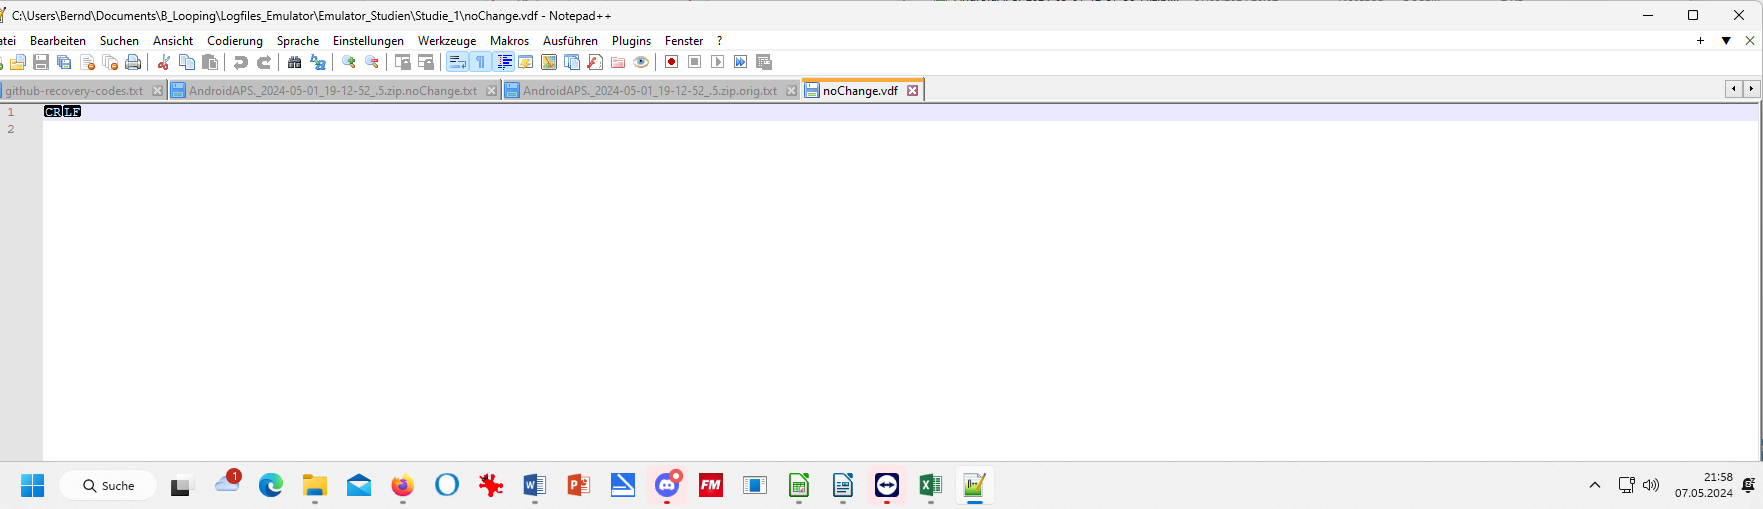 C:\Users\Bernd\Documents\B_Looping\Logfiles_Emulator\Emulator_Studien\Studie_1\noChange.vdf - Notepad++
atei Bearbeiten Suchen Ansicht Codierung Sprache Einstellungen Werkzeuge Makros Ausführen Plugins Fenster ?
github-recovery-codes.txt AndroidAPS._2024-05-01_19-12-52_.5.zip.noChange.txt AndroidAPS._2024-05-01_19-12-52_.5.zip.orig.txt noChange.vdf
1 CR LF
2
Suche 1 FM 21:58
07.05.2024